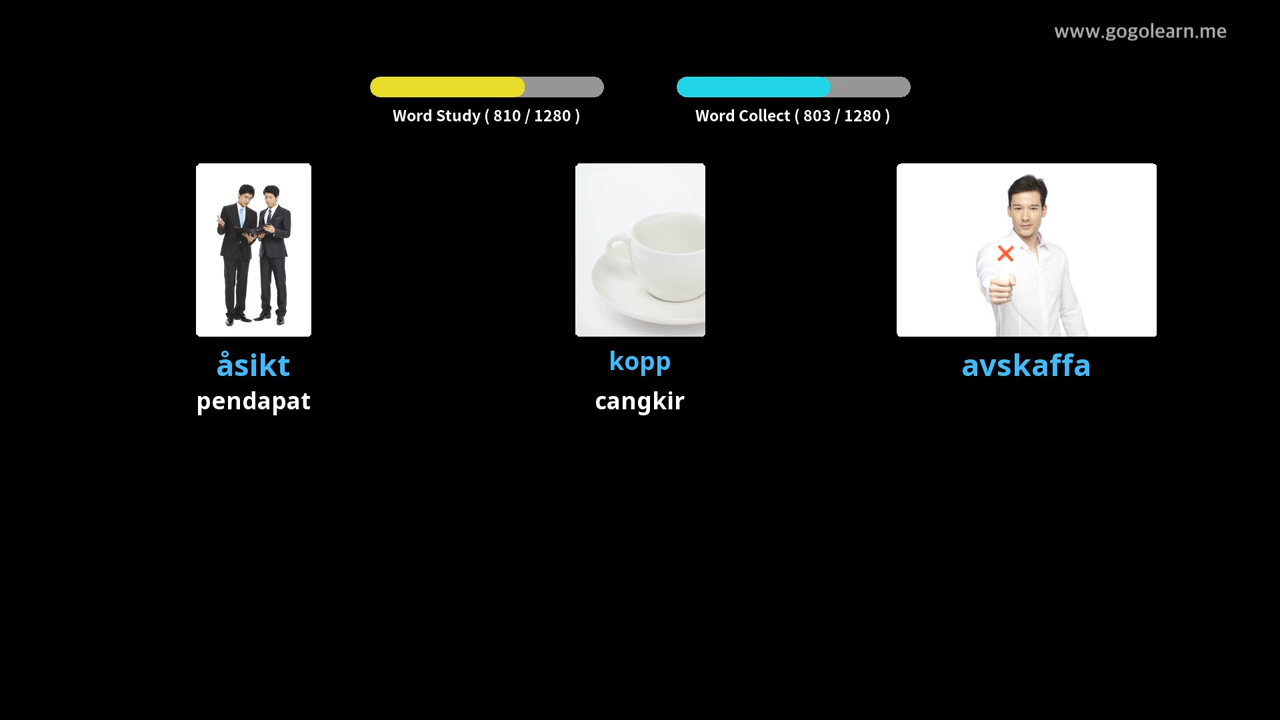 www.gogolearn.me
Word Study ( 810 / 1280 )
Word Collect ( 803 / 1280 )
åsikt
pendapat
kopp
cangkir
avskaffa